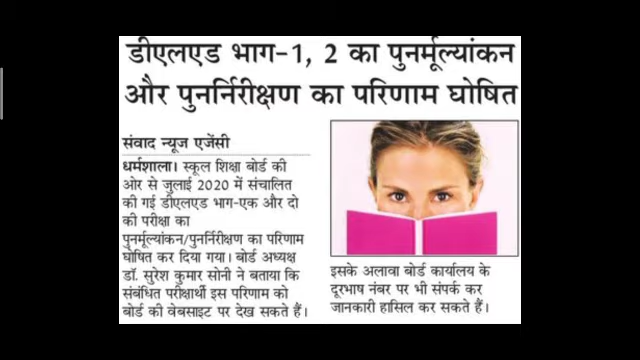 डीएलएड भाग-1, 2 का पुनर्मूल्यांकन
और पुनर्निरीक्षण का परिणाम घोषित
संवाद न्यूज एजेंसी
धर्मशाला। स्कूल शिक्षा बोर्ड की
ओर से जुलाई 2020 में संचालित
की गई डीएलएड भाग-एक और दो
की परीक्षा का
पुनर्मूल्यांकन/पुनर्निरीक्षण का परिणाम
घोषित कर दिया गया। बोर्ड अध्यक्ष
डॉ. सुरेश कुमार सोनी ने बताया कि
संबंधित परीक्षार्थी इस परिणाम को
बोर्ड की वेबसाइट पर देख सकते हैं।
इसके अलावा बोर्ड कार्यालय के
दूरभाष नंबर पर भी संपर्क कर
जानकारी हासिल कर सकते हैं।